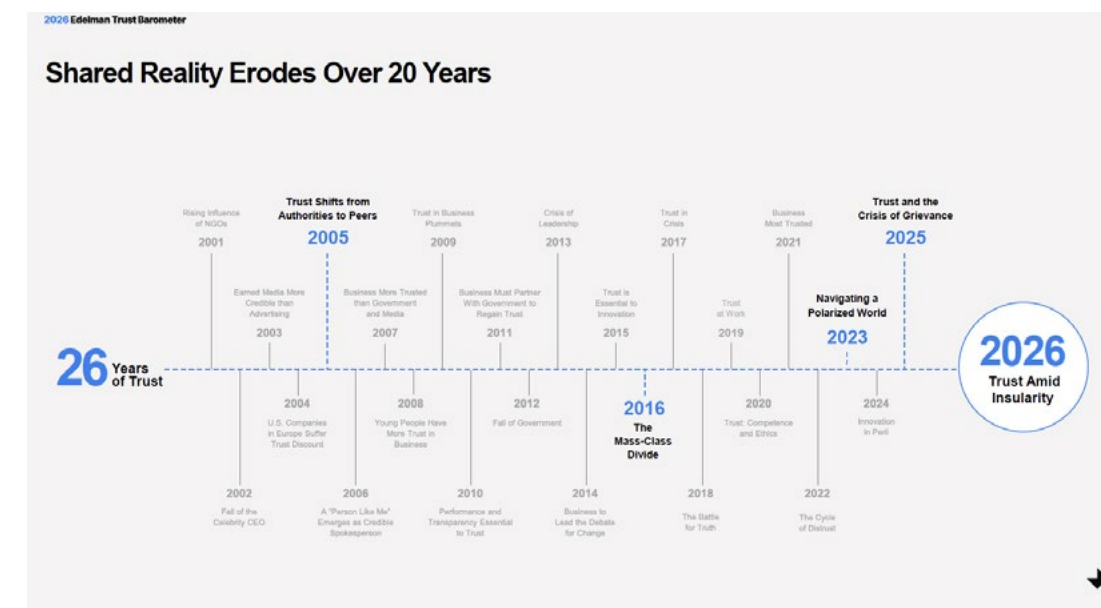 2026 Edelman Trust Barometer
Shared Reality Erodes Over 20 Years
26 Years
of Trust
Rising Influence
of NGOs
2001
Fall of the
Celebrity CEO
2002
Earned Media More
Credible than
Advertising
2003
2004
U.S. Companies
in Europe Suffer
Trust Discount
Trust Shifts from
Authorities to Peers
2005
2006
A "Person Like Me"
Emerges as Credible
Spokesperson
Business More Trusted
than Government
and Media
2007
2008
Young People Have
More Trust in
Business
Trust in Business
Plummets
2009
2010
Performance and
Transparency Essential
to Trust
Business Must Partner
With Government to
Regain Trust
2011
2012
Fall of Government
Crisis of
Leadership
2013
2014
Business to
Lead the Debate
for Change
Trust is
Essential to
Innovation
2015
2016
The
Mass-Class
Divide
Trust in
Crisis
2017
2018
The Battle
for Truth
Trust
at Work
2019
2020
Trust: Competence
and Ethics
Business
Most Trusted
2021
2022
The Cycle
of Distrust
Navigating a
Polarized World
2023
2024
Innovation
in Peril
Trust and the
Crisis of Grievance
2025
2026
Trust Amid
Insularity